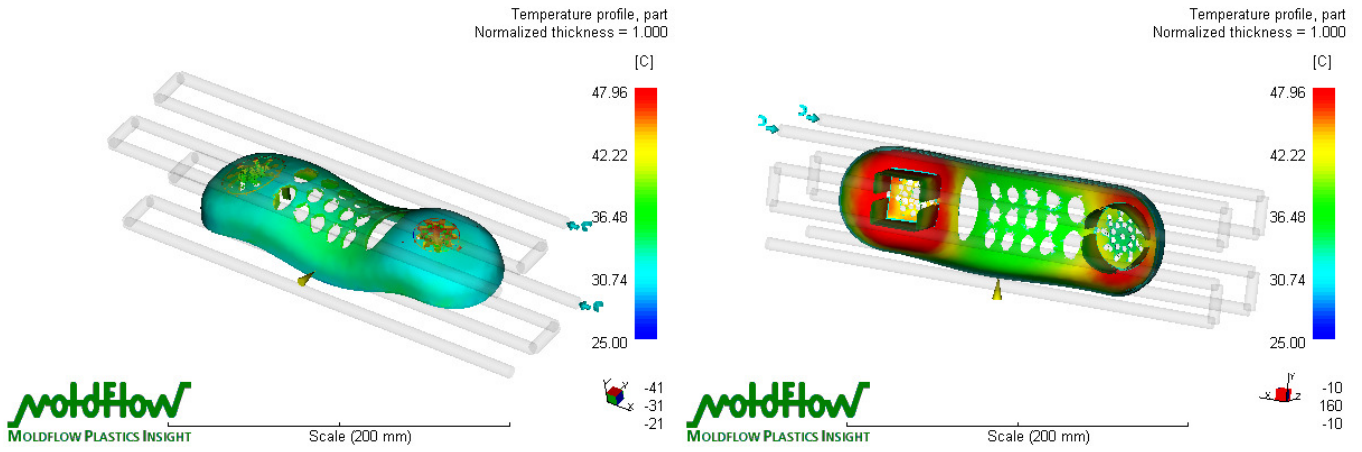 Temperature profile, part
Normalized thickness = 1.000
[C]
47.96
42.22
36.48
30.74
25.00
moldflow
MOLDFLOW PLASTICS INSIGHT
Scale (200 mm)
Y
Y
X
-41
-31
-21
Temperature profile, part
Normalized thickness = 1.000
[C]
47.96
42.22
36.48
30.74
25.00
moldflow
MOLDFLOW PLASTICS INSIGHT
Scale (200 mm)
Y
X
Z
-10
160
-10